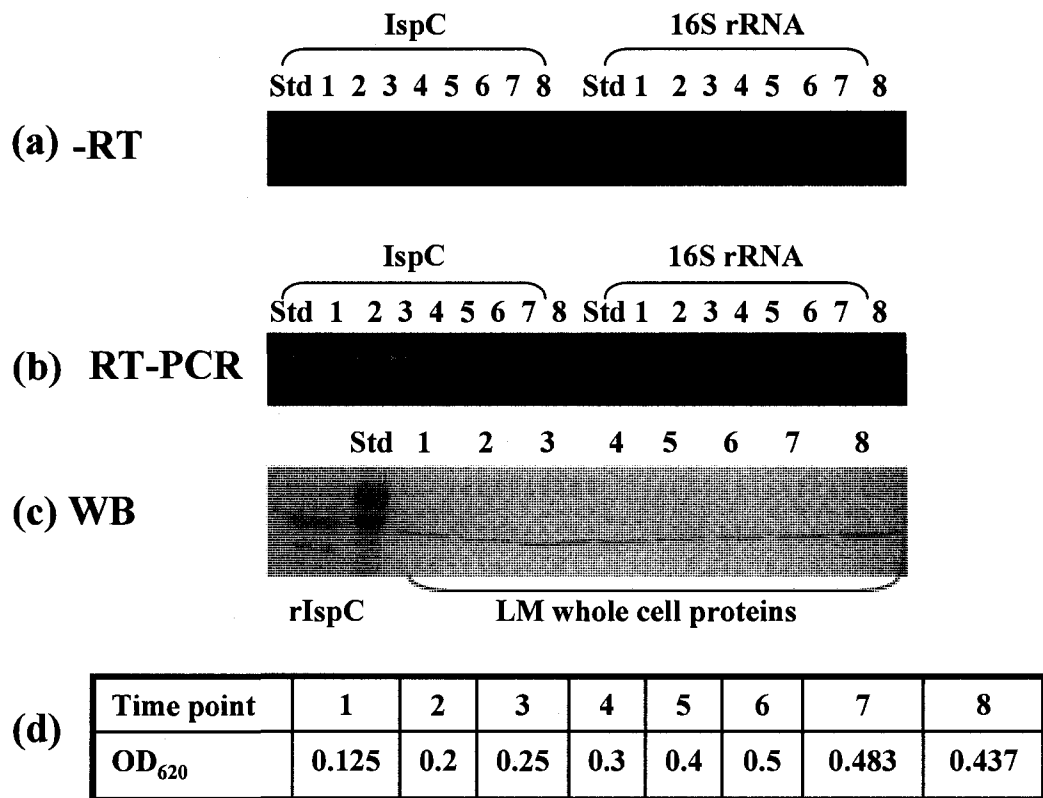 IspC 16S rRNA
Std 1 2 3 4 5 6 7 8 Std 1 2 3 4 5 6 7 8
(a) -RT
IspC 16S rRNA
Std 1 2 3 4 5 6 7 8 Std 1 2 3 4 5 6 7 8
(b) RT-PCR
Std 1 2 3 4 5 6 7 8
(c) WB
rIspC LM whole cell proteins
(d)
Time point 1 2 3 4 5 6 7 8
OD620 0.125 0.2 0.25 0.3 0.4 0.5 0.483 0.437